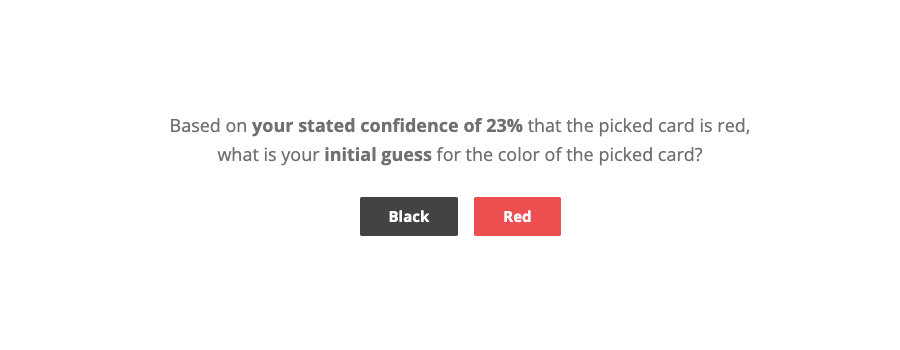 Based on your stated confidence of 23% that the picked card is red,
what is your initial guess for the color of the picked card?
Black Red